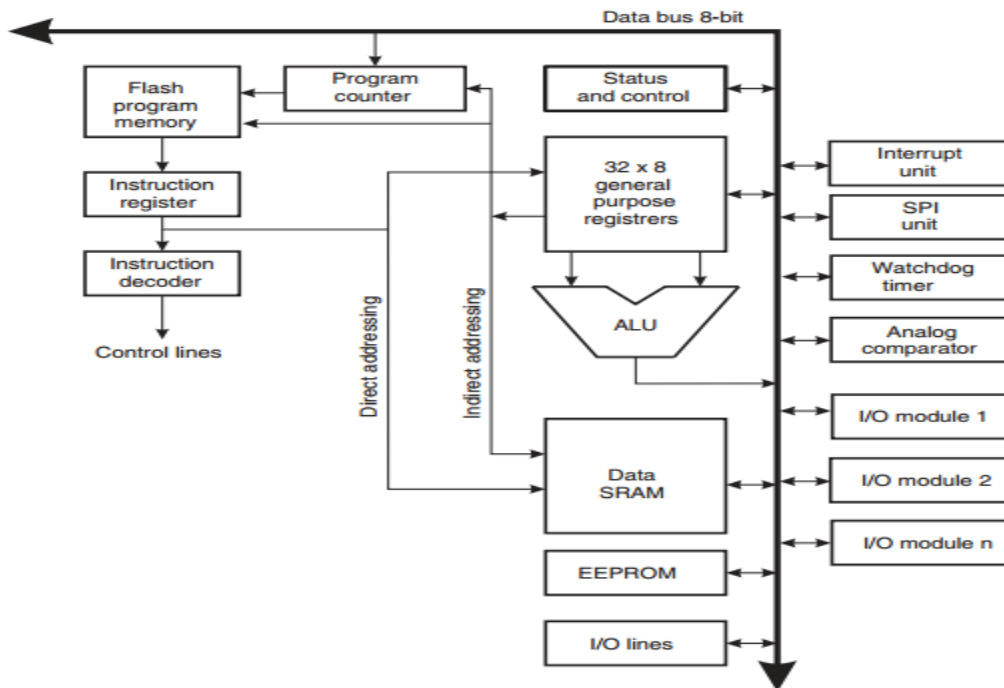 Data bus 8-bit
Flash
program
memory
Program
counter
Status
and control
Instruction
register
32 x 8
general
purpose
registrers
Interrupt
unit
SPI
unit
Instruction
decoder
Watchdog
timer
Control lines
Direct addressing
Indirect addressing
ALU
Analog
comparator
I/O module 1
Data
SRAM
I/O module 2
I/O module n
EEPROM
I/O lines